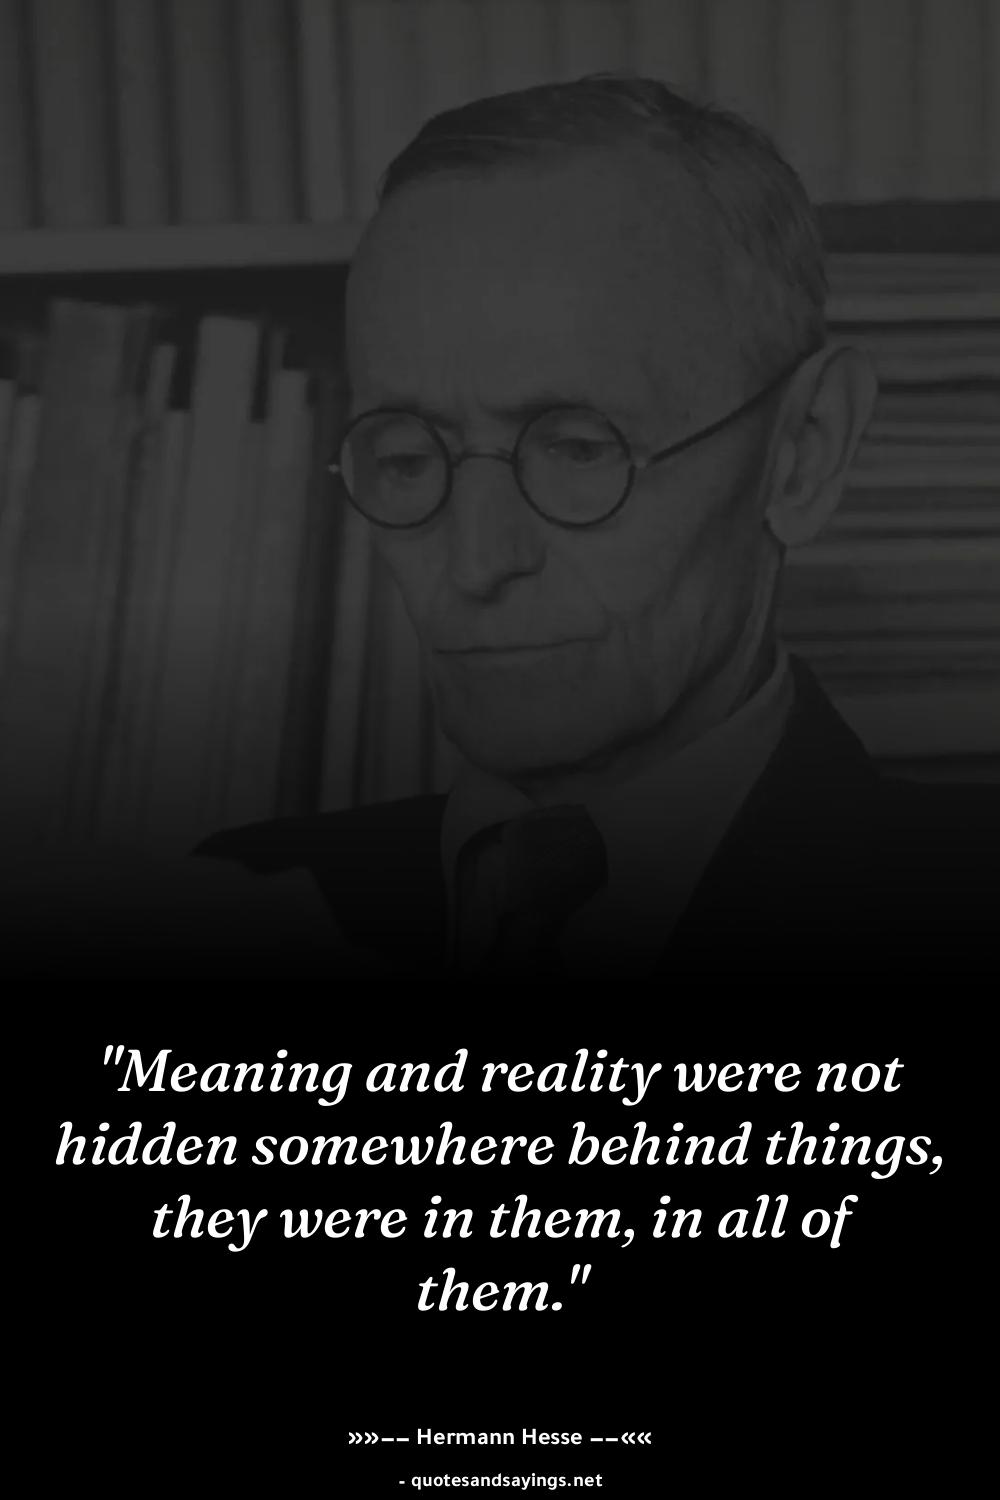 "Meaning and reality were not
hidden somewhere behind things,
they were in them, in all of
them."
»»–– Hermann Hesse ––««
- quotesandsayings.net